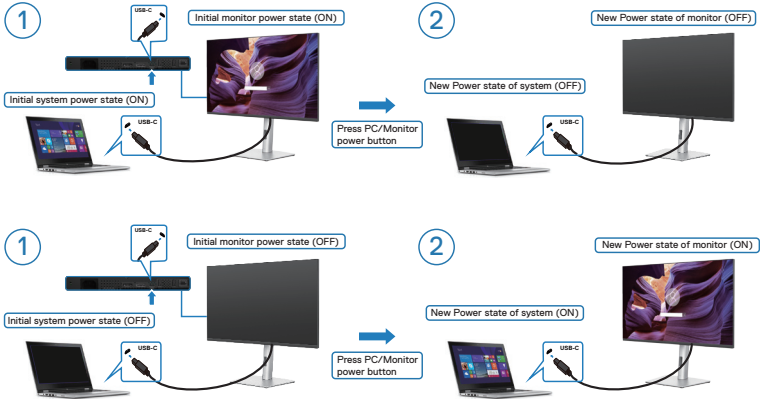 1
USB-C
Initial monitor power state (ON)
Initial system power state (ON)
USB-C
Press PC/Monitor
power button
2
New Power state of monitor (OFF)
New Power state of system (OFF)
USB-C
1
USB-C
Initial monitor power state (OFF)
Initial system power state (OFF)
USB-C
Press PC/Monitor
power button
2
New Power state of monitor (ON)
New Power state of system (ON)
USB-C